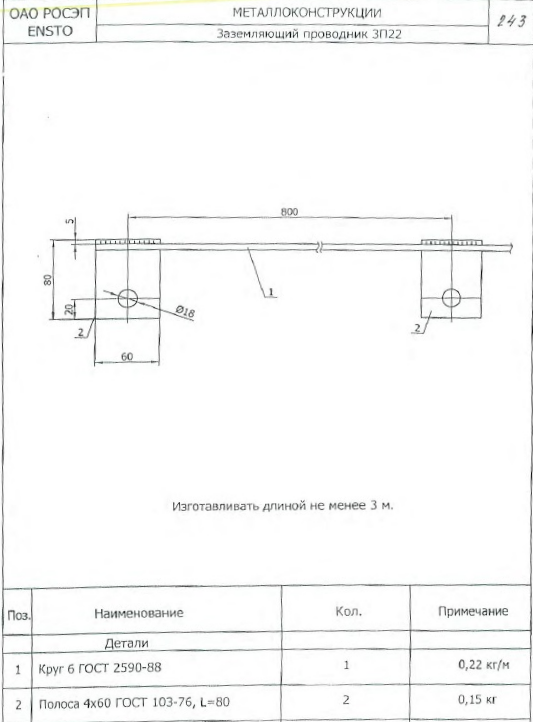 ОАО РОСЭП
ENSTO
МЕТАЛЛОКОНСТРУКЦИИ
Заземляющий проводник ЗП22
243
800
5
80
20
Ø18
60
1
2
2
Изготавливать длиной не менее 3 м.
Поз. Наименование Кол. Примечание
Детали
1 Круг 6 ГОСТ 2590-88 1 0,22 кг/м
2 Полоса 4х60 ГОСТ 103-76, L=80 2 0,15 кг